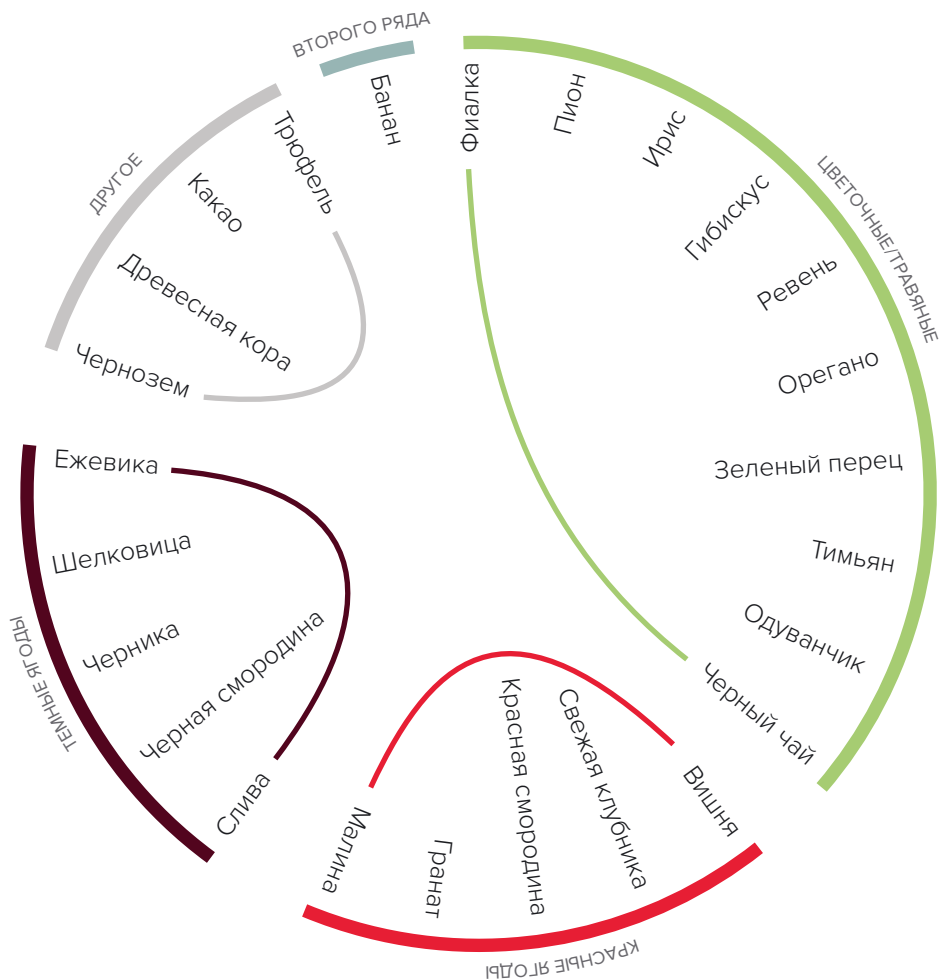 ВТОРОГО РЯДА
Банан
ЦВЕТОЧНЫЕ/ТРАВЯНЫЕ
Фиалка
Пион
Ирис
Гибискус
Ревень
Орегано
Зеленый перец
Тимьян
Одуванчик
Черный чай
КРАСНЫЕ ЯГОДЫ
Вишня
Свежая клубника
Красная смородина
Гранат
Малина
ТЕМНЫЕ ЯГОДЫ
Слива
Черная смородина
Черника
Шелковица
Ежевика
ДРУГОЕ
Чернозем
Древесная кора
Какао
Трюфель